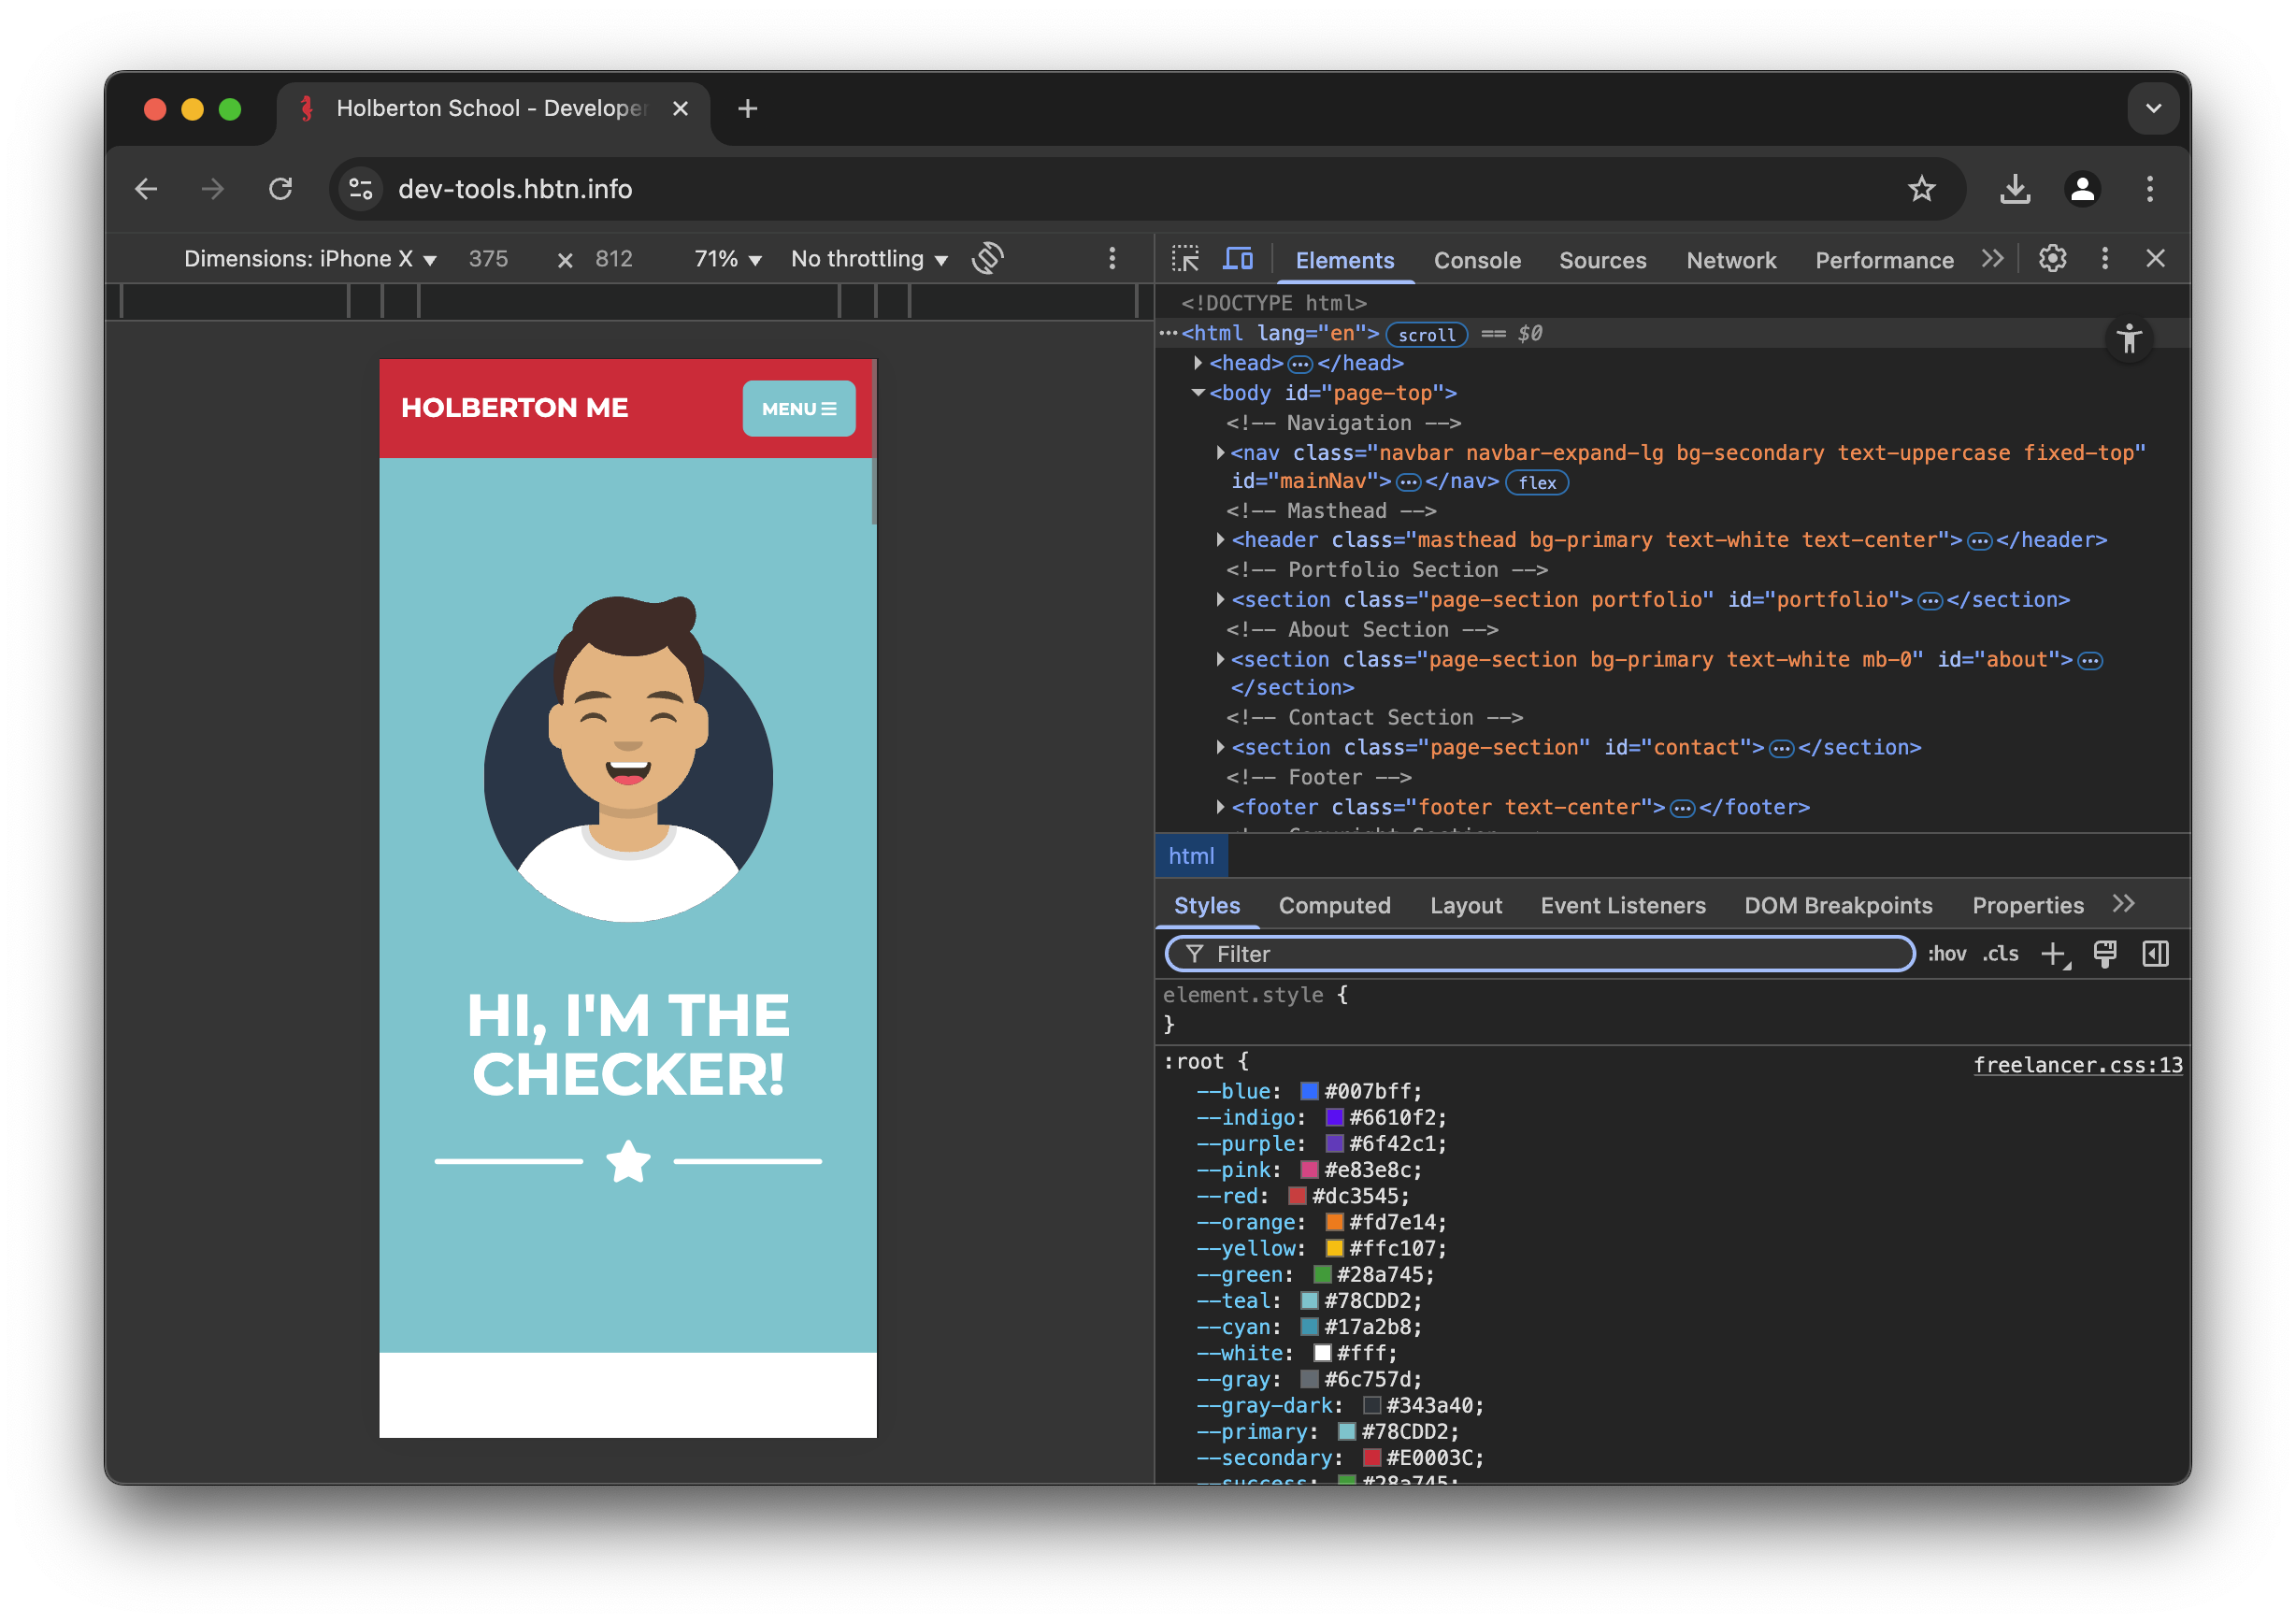 Holberton School - Developer
dev-tools.hbtn.info
Dimensions: iPhone X 375 × 812 71% No throttling
HOLBERTON ME
MENU
HI, I'M THE
CHECKER!
Elements Console Sources Network Performance
<!DOCTYPE html>
<html lang="en"> scroll == $0
<head> </head>
<body id="page-top">
<!-- Navigation -->
<nav class="navbar navbar-expand-lg bg-secondary text-uppercase fixed-top"
id="mainNav"> </nav> flex
<!-- Masthead -->
<header class="masthead bg-primary text-white text-center"> </header>
<!-- Portfolio Section -->
<section class="page-section portfolio" id="portfolio"> </section>
<!-- About Section -->
<section class="page-section bg-primary text-white mb-0" id="about">
</section>
<!-- Contact Section -->
<section class="page-section" id="contact"> </section>
<!-- Footer -->
<footer class="footer text-center"> </footer>
html
Styles Computed Layout Event Listeners DOM Breakpoints Properties
Filter :hov .cls
element.style {
}
:root { freelancer.css:13
--blue: #007bff;
--indigo: #6610f2;
--purple: #6f42c1;
--pink: #e83e8c;
--red: #dc3545;
--orange: #fd7e14;
--yellow: #ffc107;
--green: #28a745;
--teal: #78CDD2;
--cyan: #17a2b8;
--white: #fff;
--gray: #6c757d;
--gray-dark: #343a40;
--primary: #78CDD2;
--secondary: #E0003C;
--success: #28a745;